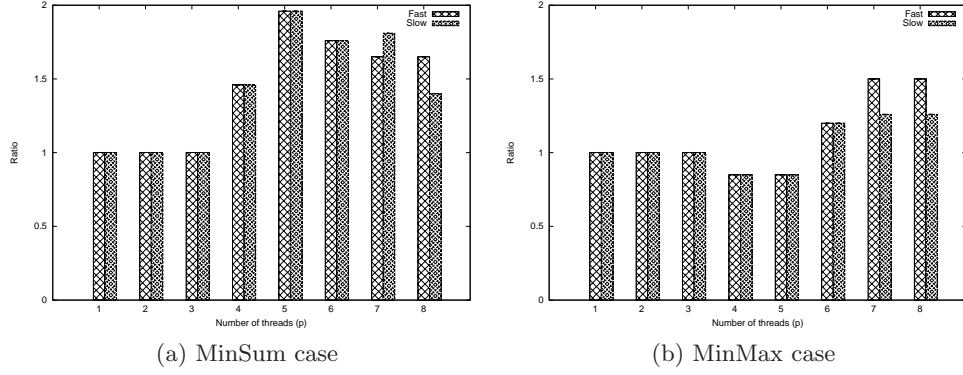 2
1.5
1
0.5
0
Ratio
Fast
Slow
1 2 3 4 5 6 7 8
Number of threads (p)
(a) MinSum case
2
1.5
1
0.5
0
Ratio
Fast
Slow
1 2 3 4 5 6 7 8
Number of threads (p)
(b) MinMax case